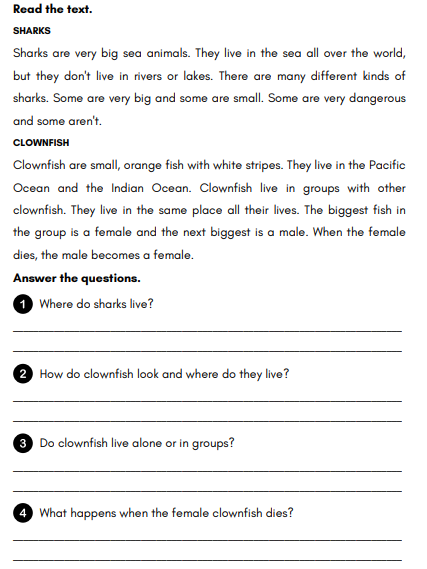 Read the text.
SHARKS
Sharks are very big sea animals. They live in the sea all over the world,
but they don't live in rivers or lakes. There are many different kinds of
sharks. Some are very big and some are small. Some are very dangerous
and some aren't.
CLOWNFISH
Clownfish are small, orange fish with white stripes. They live in the Pacific
Ocean and the Indian Ocean. Clownfish live in groups with other
clownfish. They live in the same place all their lives. The biggest fish in
the group is a female and the next biggest is a male. When the female
dies, the male becomes a female.
Answer the questions.
1 Where do sharks live?
2 How do clownfish look and where do they live?
3 Do clownfish live alone or in groups?
4 What happens when the female clownfish dies?